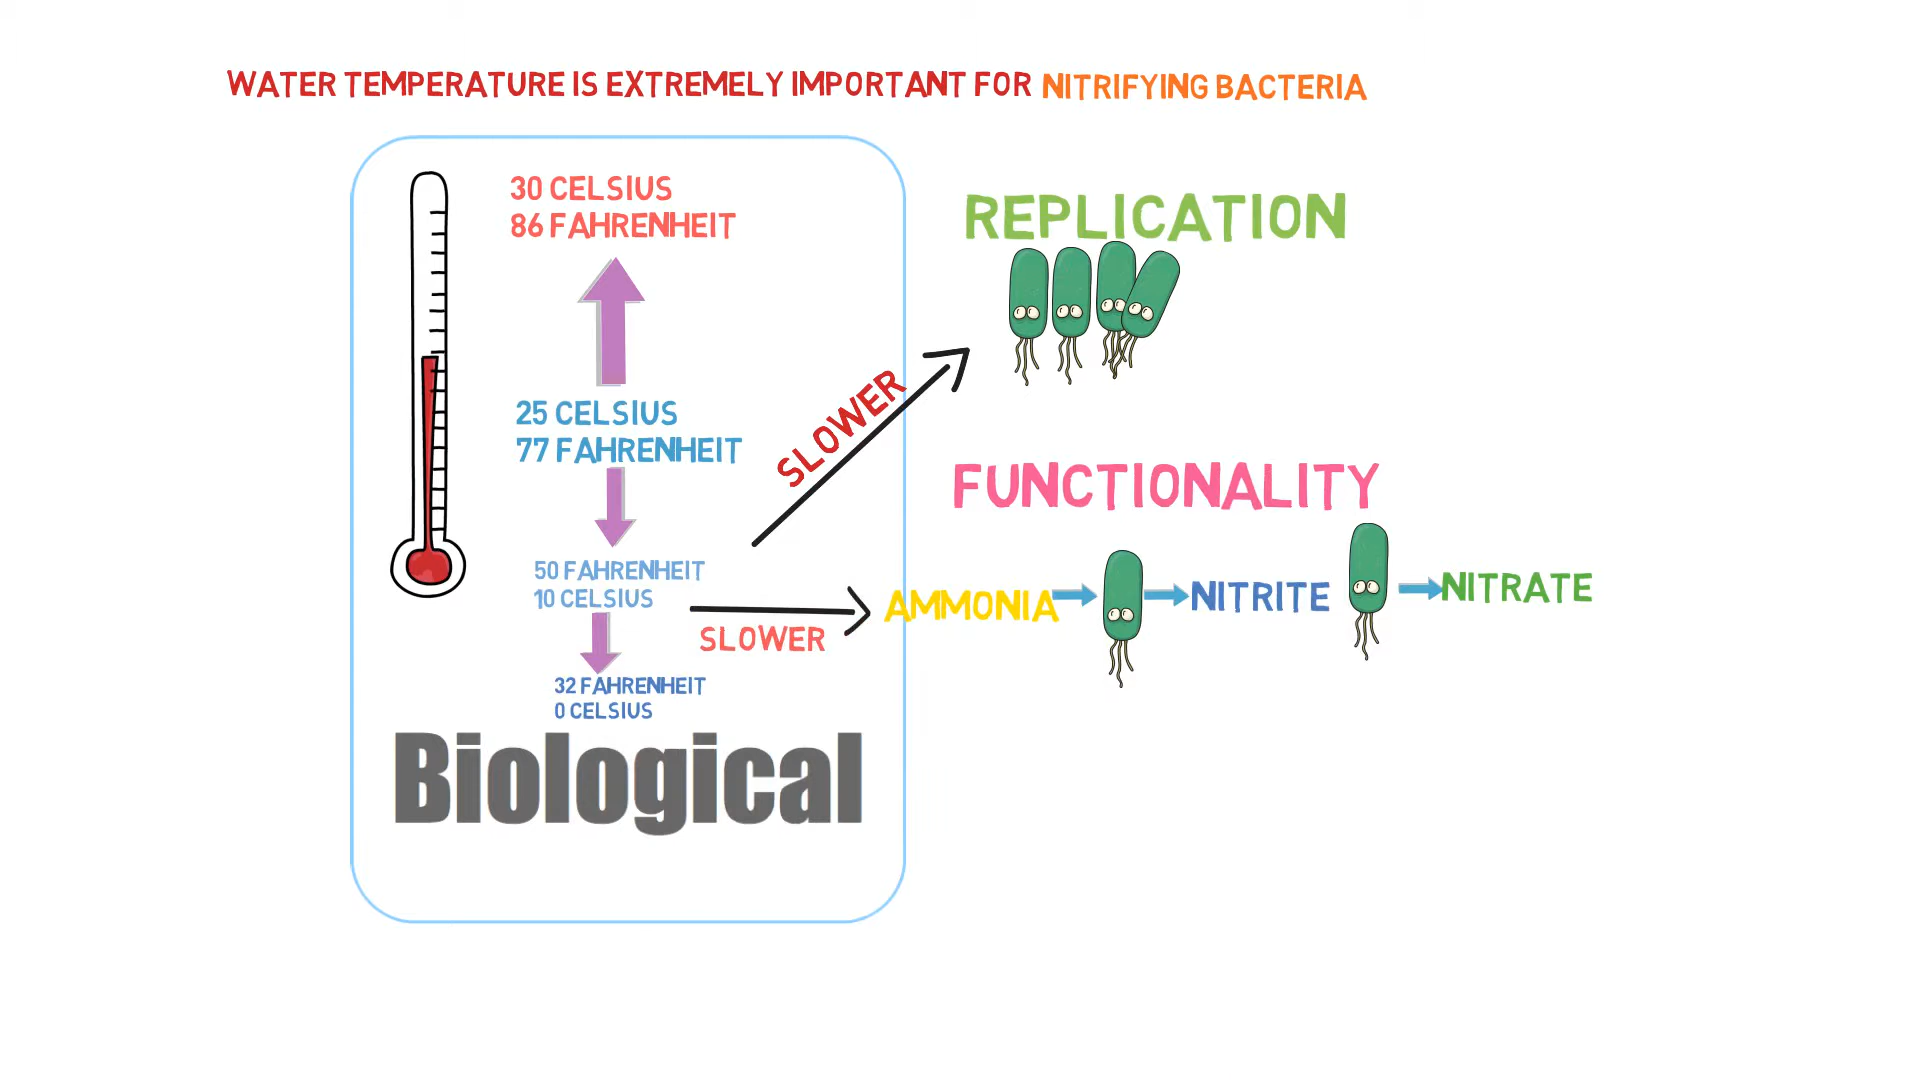 WATER TEMPERATURE IS EXTREMELY IMPORTANT FOR NITRIFYING BACTERIA
30 CELSIUS
86 FAHRENHEIT
25 CELSIUS
77 FAHRENHEIT
50 FAHRENHEIT
10 CELSIUS
32 FAHRENHEIT
0 CELSIUS
Biological
SLOWER
SLOWER
REPLICATION
FUNCTIONALITY
AMMONIA NITRITE NITRATE